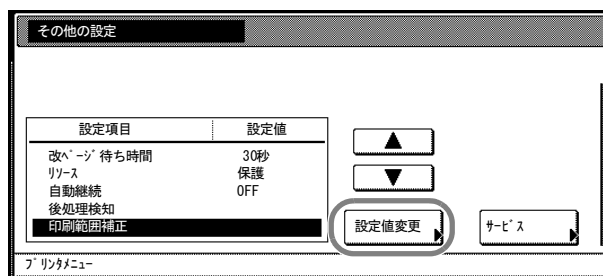 その他の設定
設定項目 設定値
改ﾍﾟｰｼﾞ待ち時間 30秒
ﾘｿｰｽ 保護
自動継続 OFF
後処理検知
印刷範囲補正
▲
▼
設定値変更
ｻｰﾋﾞｽ
ﾌﾟﾘﾝﾀﾒﾆｭｰ